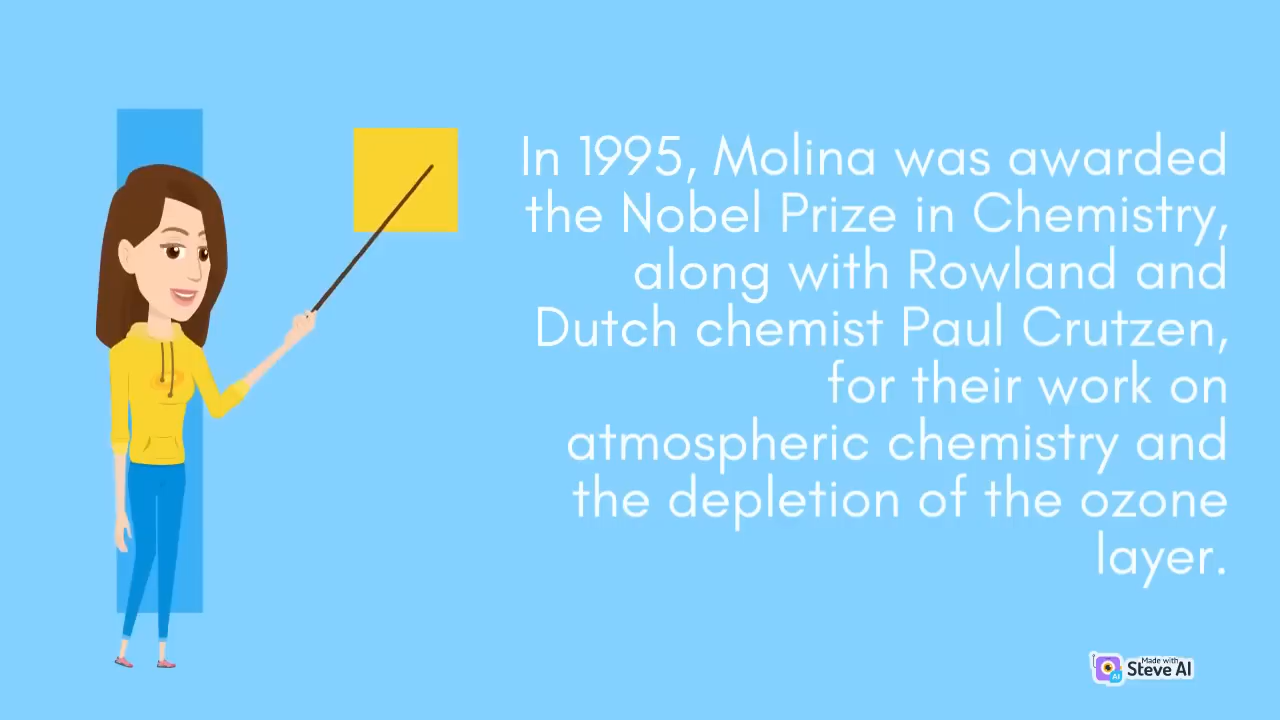 In 1995, Molina was awarded
the Nobel Prize in Chemistry,
along with Rowland and
Dutch chemist Paul Crutzen,
for their work on
atmospheric chemistry and
the depletion of the ozone
layer.
Made with
Steve AI
AI